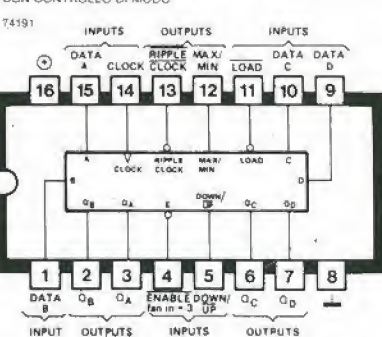 74191
INPUTS OUTPUTS INPUTS
DATA A CLOCK RIPPLE CLOCK MAX/ MIN LOAD DATA C DATA D
16 15 14 13 12 11 10 9
A CLOCK RIPPLE CLOCK MAX/ MIN LOAD C
B D
QB QA E DOWN/ UP QC QD
1 2 3 4 5 6 7 8
DATA B QB QA ENABLE fan in = 3 DOWN/ UP QC QD
INPUT OUTPUTS INPUTS OUTPUTS